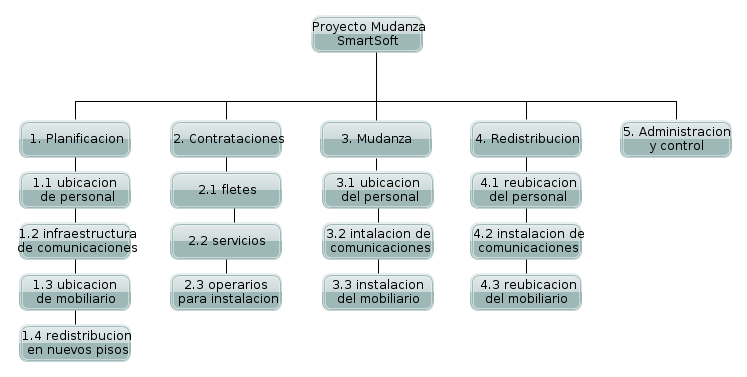 Proyecto Mudanza
SmartSoft
1. Planificacion
2. Contrataciones
3. Mudanza
4. Redistribucion
5. Administracion
y control
1.1 ubicacion
de personal
2.1 fletes
3.1 ubicacion
del personal
4.1 reubicacion
del personal
1.2 infraestructura
de comunicaciones
2.2 servicios
3.2 intalacion de
comunicaciones
4.2 instalacion de
comunicaciones
1.3 ubicacion
de mobiliario
2.3 operarios
para instalacion
3.3 instalacion
del mobiliario
4.3 reubicacion
del mobiliario
1.4 redistribucion
en nuevos pisos